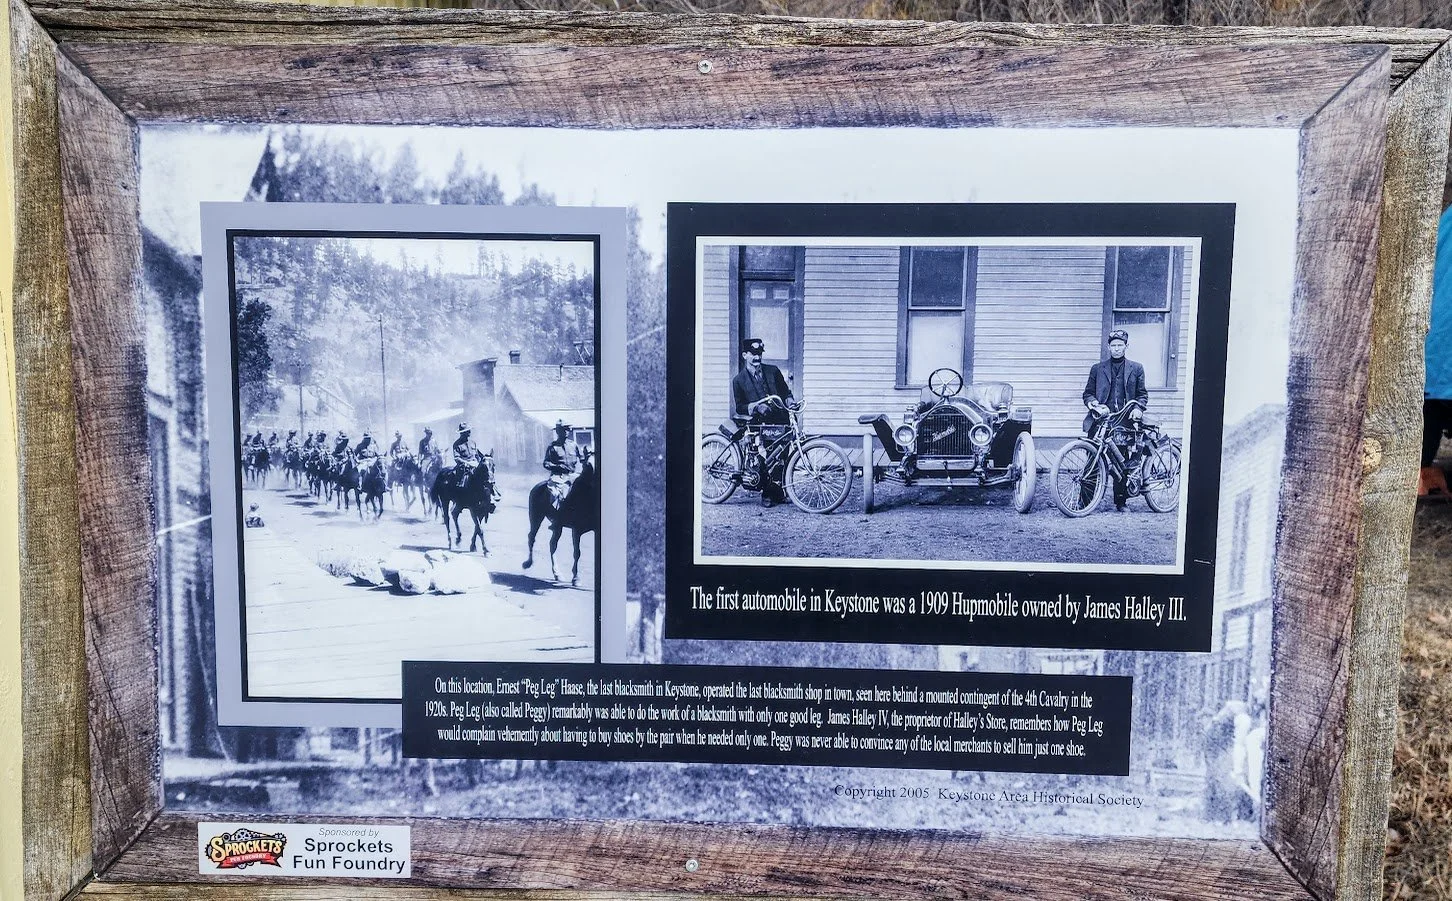 The first automobile in Keystone was a 1909 Hupmobile owned by James Halley III.
On this location, Ernest “Peg Leg” Haase, the last blacksmith in Keystone, operated the last blacksmith shop in town, seen here behind a mounted contingent of the 4th Cavalry in the
1920s. Peg Leg (also called Peggy) remarkably was able to do the work of a blacksmith with only one good leg. James Halley IV, the proprietor of Halley's Store, remembers how Peg Leg
would complain vehemently about having to buy shoes by the pair when he needed only one. Peggy was never able to convince any of the local merchants to sell him just one shoe.
Copyright 2005 Keystone Area Historical Society
SPROCKETS
FUN FOUNDRY
Sponsored by
Sprockets
Fun Foundry